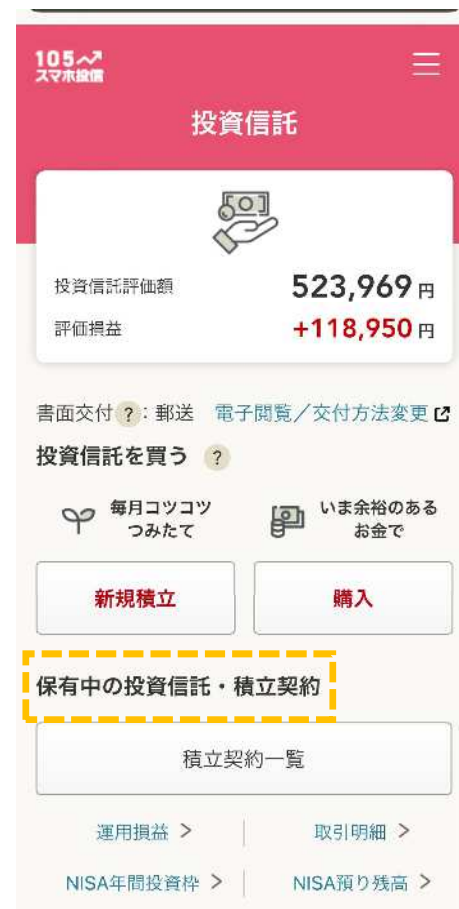 105
スマホ投信
投資信託
投資信託評価額 523,969 円
評価損益 +118,950 円
書面交付 ? : 郵送 電子閲覧／交付方法変更
投資信託を買う ?
毎月コツコツ
つみたて
いま余裕のある
お金で
新規積立 購入
保有中の投資信託・積立契約
積立契約一覧
運用損益 > 取引明細 >
NISA年間投資枠 > NISA預り残高 >